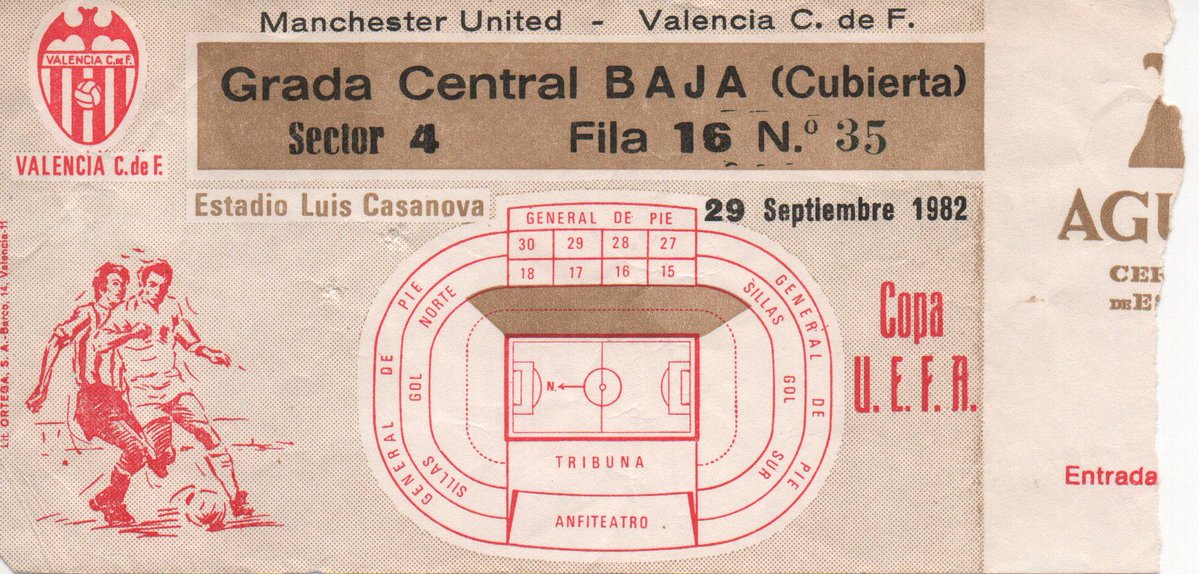 Manchester United - Valencia C. de F.
VALENCIA C. de F.
Grada Central BAJA (Cubierta)
Sector 4 Fila 16 N.º 35
VALENCIA C. de F.
Estadio Luis Casanova
29 Septiembre 1982
GENERAL DE PIE
30 29 28 27
18 17 16 15
GENERAL DE PIE
GOL NORTE
SILLAS
GENERAL DE PIE
SILLAS
GOL SUR
N.
TRIBUNA
ANFITEATRO
Copa
U. E. F. A.
Lit. ORTEGA, S. A.-Barco, 14, Valencia-11
AGU
CER
DE ES
Entrada